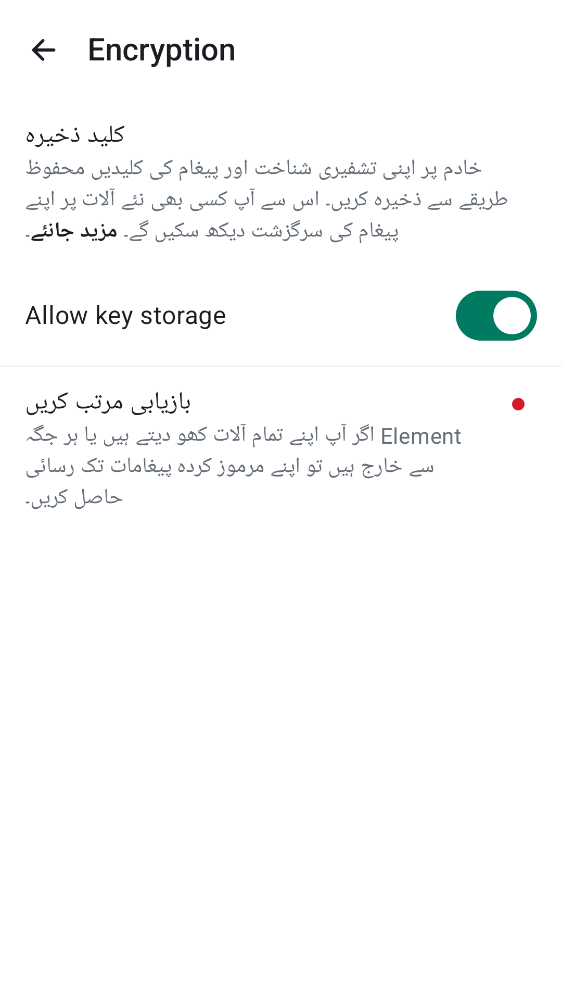 Encryption
کلید ذخیرہ
خادم پر اپنی تشفیری شناخت اور پیغام کی کلیدیں محفوظ
طریقے سے ذخیرہ کریں۔ اس سے آپ کسی بھی نئے آلات پر اپنے
پیغام کی سرگزشت دیکھ سکیں گے۔ مزید جانئے۔
Allow key storage
بازیابی مرتب کریں
Element اگر آپ اپنے تمام آلات کھو دیتے ہیں یا ہر جگہ
سے خارج ہیں تو اپنے مرموز کردہ پیغامات تک رسائی
حاصل کریں۔